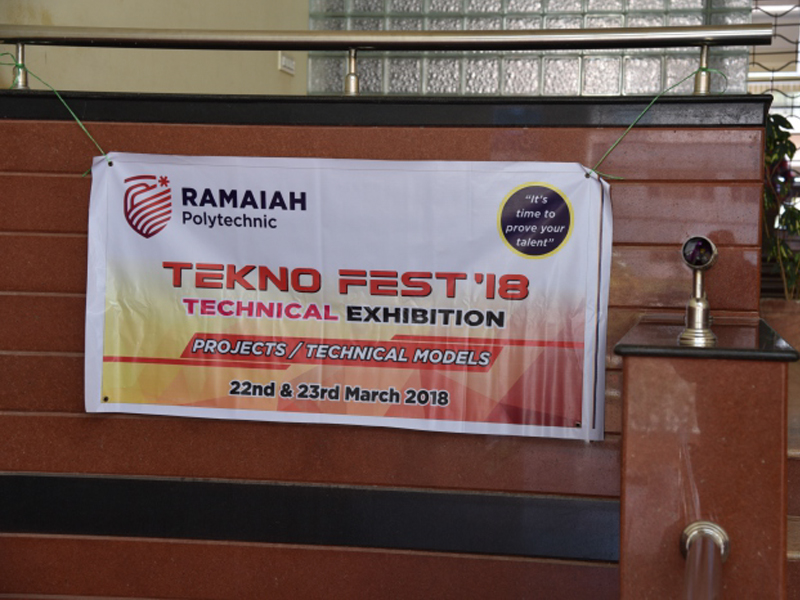 RAMAIAH
Polytechnic
“it's
time to
prove your
talent”
TEKNO FEST '18
TECHNICAL EXHIBITION
PROJECTS / TECHNICAL MODELS
22nd & 23rd March 2018